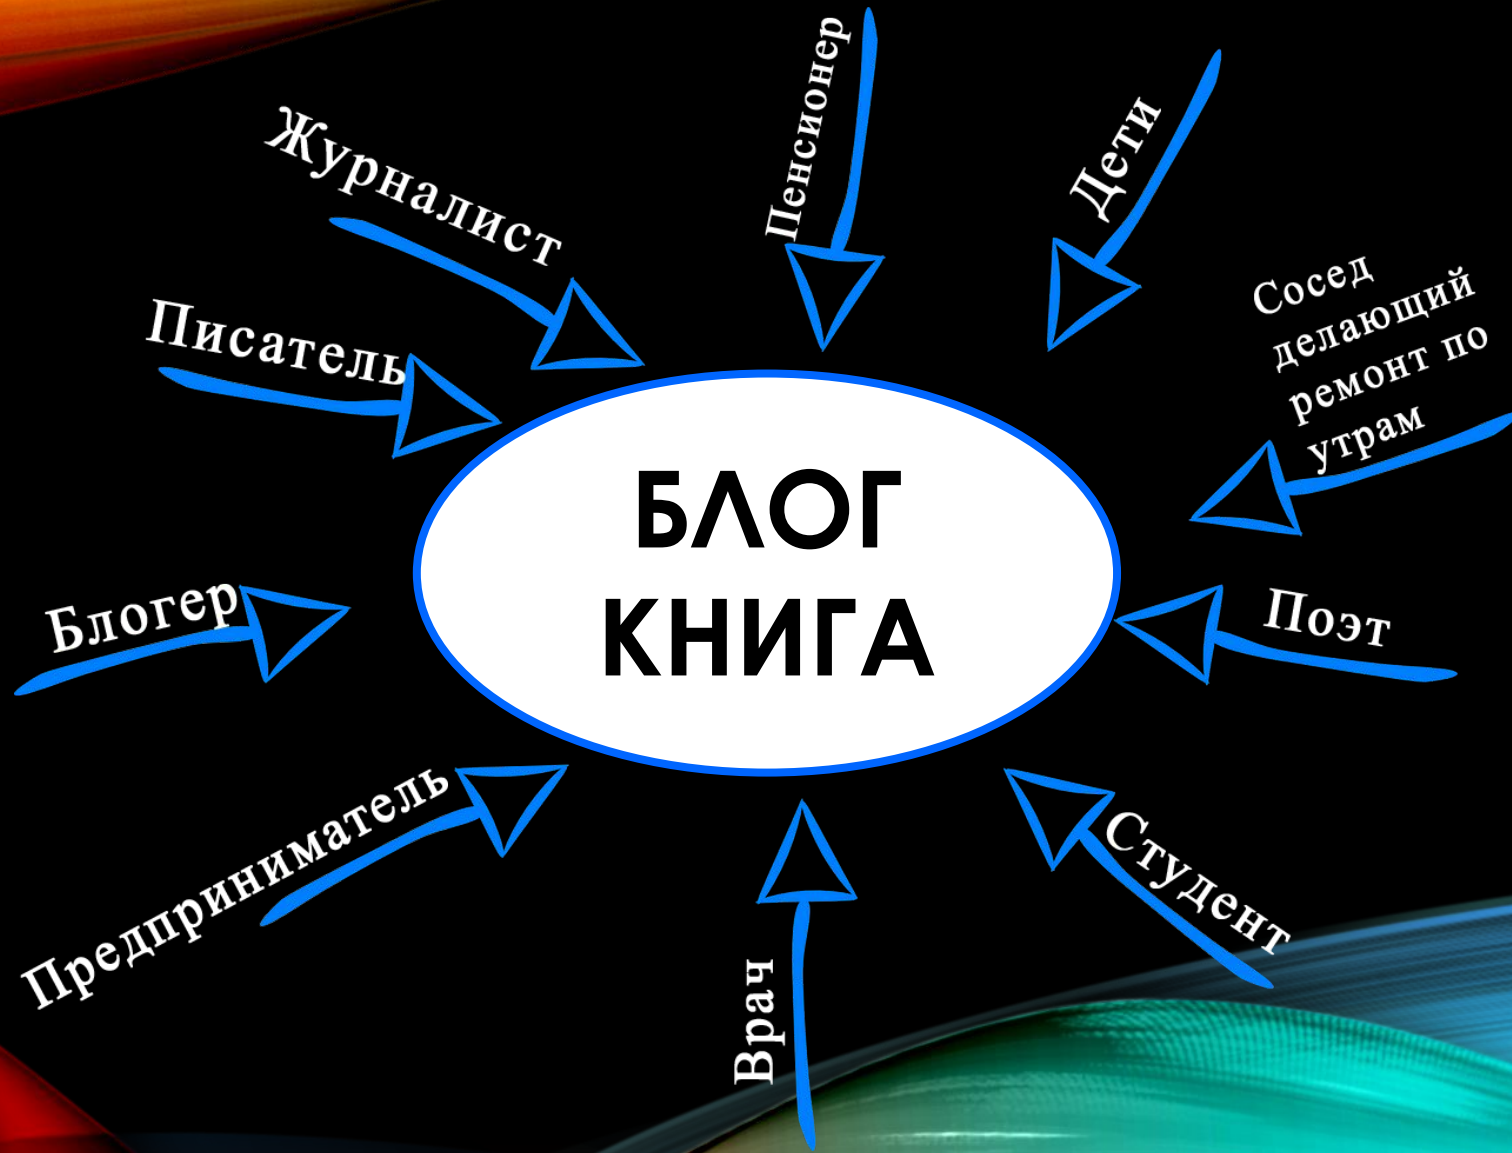 Пенсионер
Дети
Журналист
Писатель
Сосед
делающий
ремонт по
утрам
БЛОГ
КНИГА
Блогер
Поэт
Предприниматель
Студент
Врач